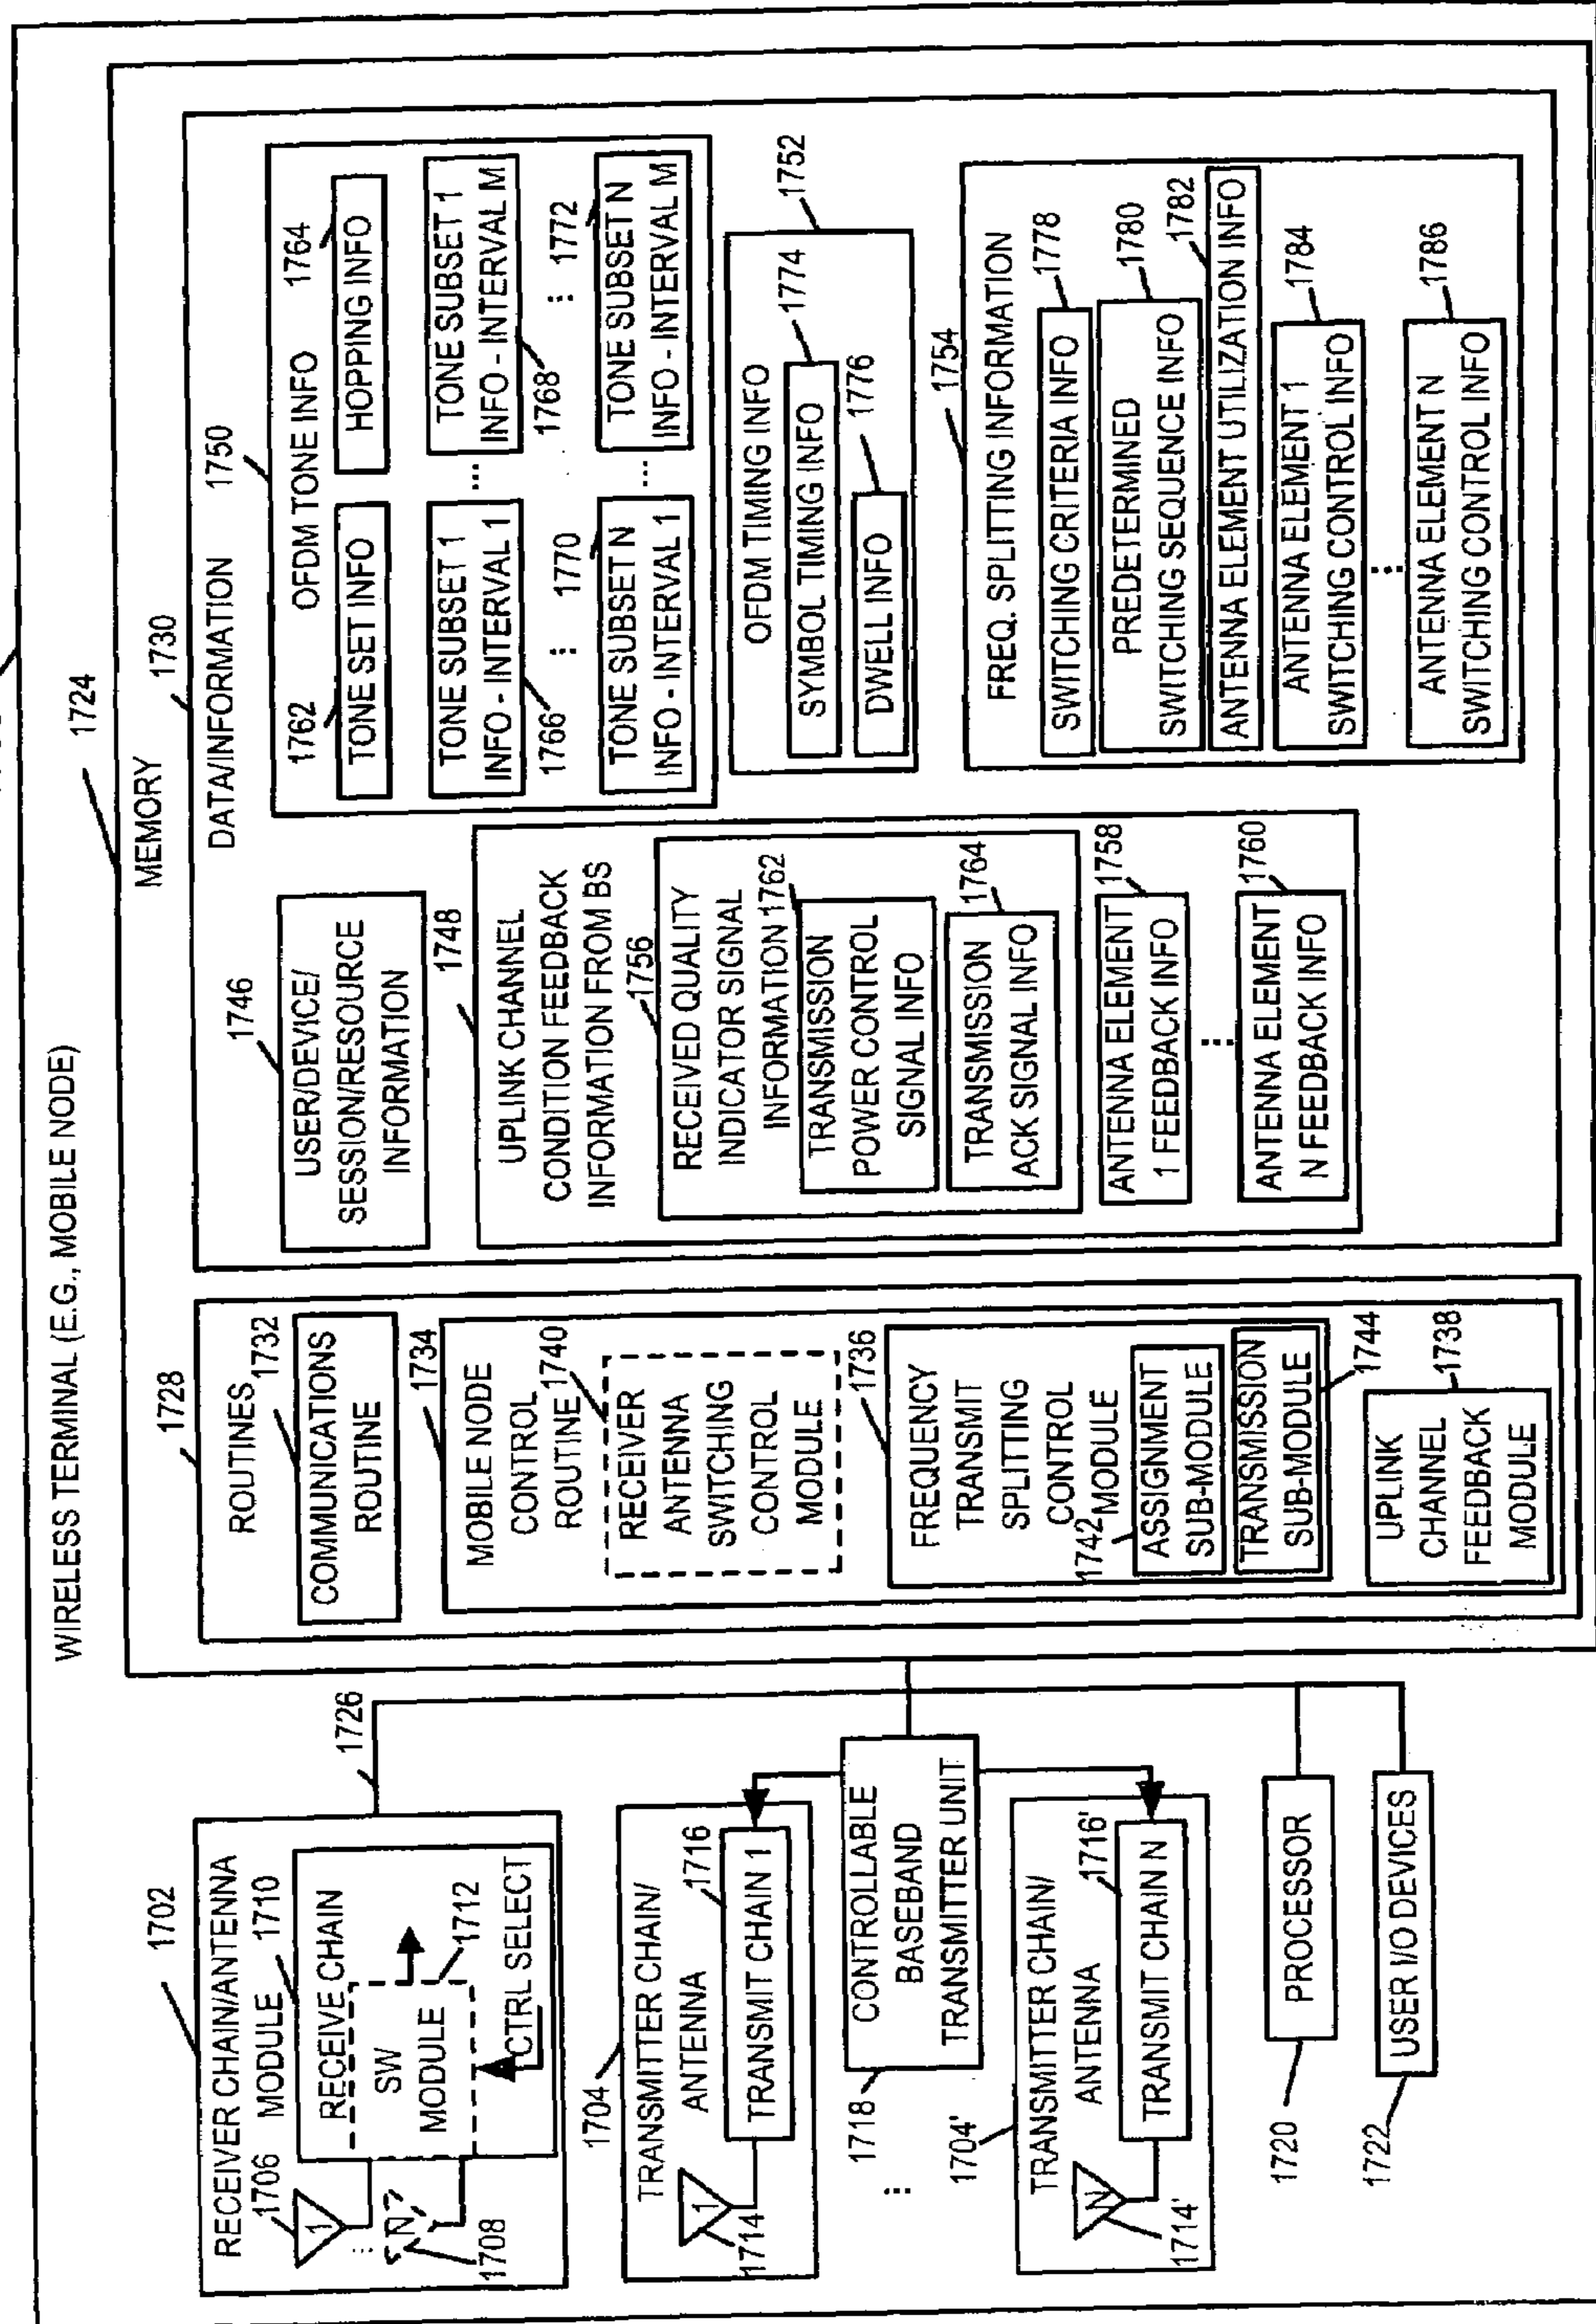 WIRELESS TERMINAL (E.G., MOBILE NODE)
1702
RECEIVER CHAIN/ANTENNA
MODULE
1710
1706
RECEIVE CHAIN
1
⋮
N
1708
SW
MODULE
1712
CTRL SELECT
1726
1704
TRANSMITTER CHAIN/
ANTENNA
1716
1
1714
TRANSMIT CHAIN 1
CONTROLLABLE
BASEBAND
TRANSMITTER UNIT
1718
⋮
1704'
TRANSMITTER CHAIN/
ANTENNA
1716'
N
1714'
TRANSMIT CHAIN N
PROCESSOR
1720
USER I/O DEVICES
1722
1724
MEMORY
1728
ROUTINES
1732
COMMUNICATIONS
ROUTINE
1734
MOBILE NODE
CONTROL
ROUTINE
1740
RECEIVER
ANTENNA
SWITCHING
CONTROL
MODULE
1736
FREQUENCY
TRANSMIT
SPLITTING
CONTROL
MODULE
1742
ASSIGNMENT
SUB-MODULE
TRANSMISSION
SUB-MODULE
1744
1738
UPLINK
CHANNEL
FEEDBACK
MODULE
1730
DATA/INFORMATION
1746
USER/DEVICE/
SESSION/RESOURCE
INFORMATION
1748
UPLINK CHANNEL
CONDITION FEEDBACK
INFORMATION FROM BS
1756
RECEIVED QUALITY
INDICATOR SIGNAL
INFORMATION
1762
TRANSMISSION
POWER CONTROL
SIGNAL INFO
1764
TRANSMISSION
ACK SIGNAL INFO
1758
ANTENNA ELEMENT
1 FEEDBACK INFO
⋮
1760
ANTENNA ELEMENT
N FEEDBACK INFO
1750
OFDM TONE INFO
1762
TONE SET INFO
1764
HOPPING INFO
TONE SUBSET 1
INFO - INTERVAL 1
1766
...
TONE SUBSET 1
INFO - INTERVAL M
1768
⋮
1770
TONE SUBSET N
INFO - INTERVAL 1
...
⋮
1772
TONE SUBSET N
INFO - INTERVAL M
1752
OFDM TIMING INFO
1774
SYMBOL TIMING INFO
1776
DWELL INFO
1754
FREQ. SPLITTING INFORMATION
1778
SWITCHING CRITERIA INFO
1780
PREDETERMINED
SWITCHING SEQUENCE INFO
1782
ANTENNA ELEMENT UTILIZATION INFO
1784
ANTENNA ELEMENT 1
SWITCHING CONTROL INFO
⋮
1786
ANTENNA ELEMENT N
SWITCHING CONTROL INFO